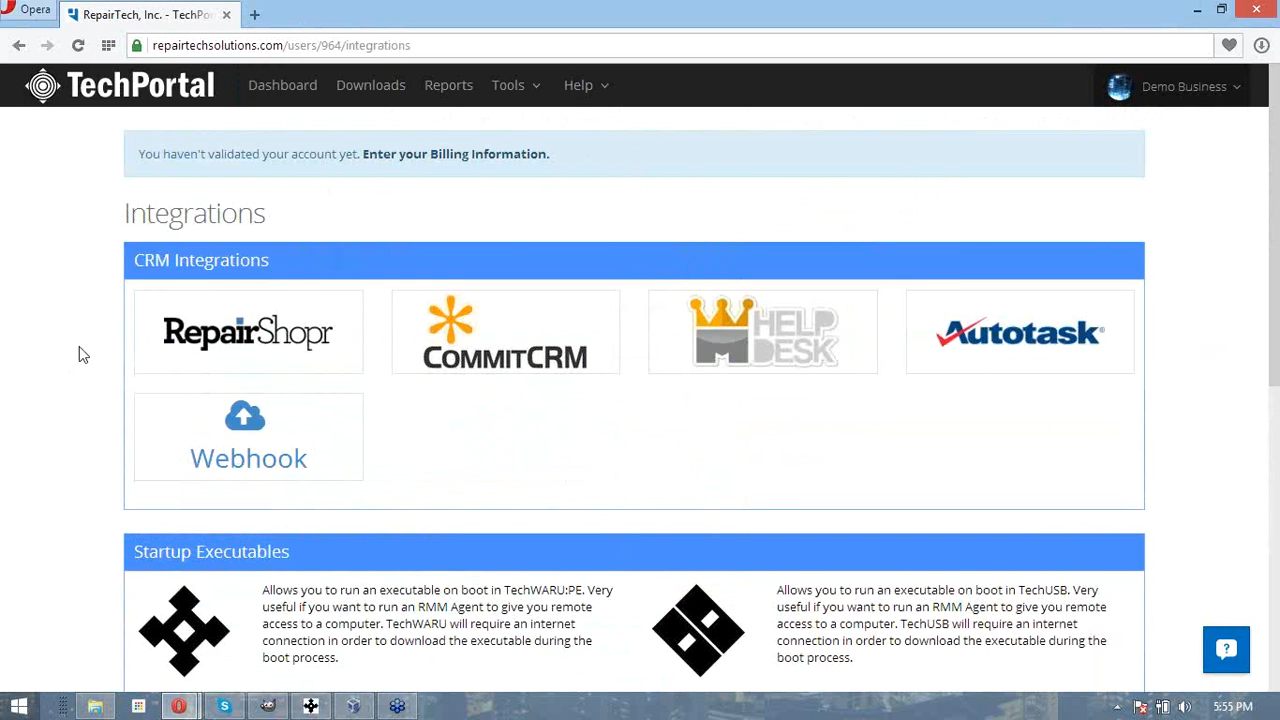 Opera
RepairTech, Inc. - TechPo
repairtechsolutions.com/users/964/integrations
TechPortal
Dashboard
Downloads
Reports
Tools
Help
Demo Business
You haven't validated your account yet. Enter your Billing Information.
Integrations
CRM Integrations
RepairShopr
COMMITCRM
HELP
DESK
Autotask®
Webhook
Startup Executables
Allows you to run an executable on boot in TechWARU:PE. Very
useful if you want to run an RMM Agent to give you remote
access to a computer. TechWARU will require an internet
connection in order to download the executable during the
boot process.
Allows you to run an executable on boot in TechUSB. Very
useful if you want to run an RMM Agent to give you remote
access to a computer. TechUSB will require an internet
connection in order to download the executable during the
boot process.
5:55 PM